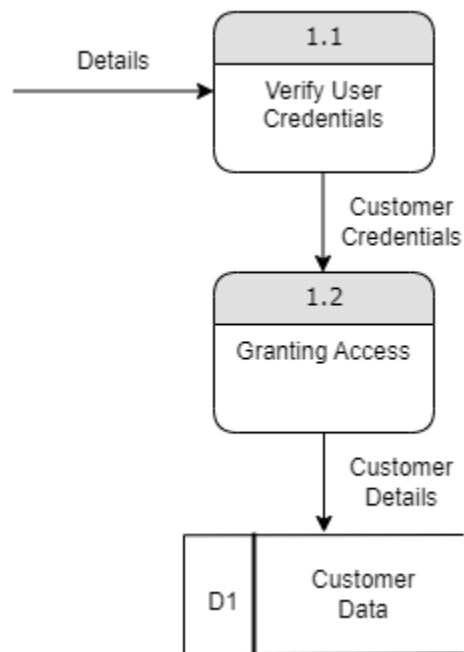 1.1
Details
Verify User
Credentials
Customer
Credentials
1.2
Granting Access
Customer
Details
D1
Customer
Data